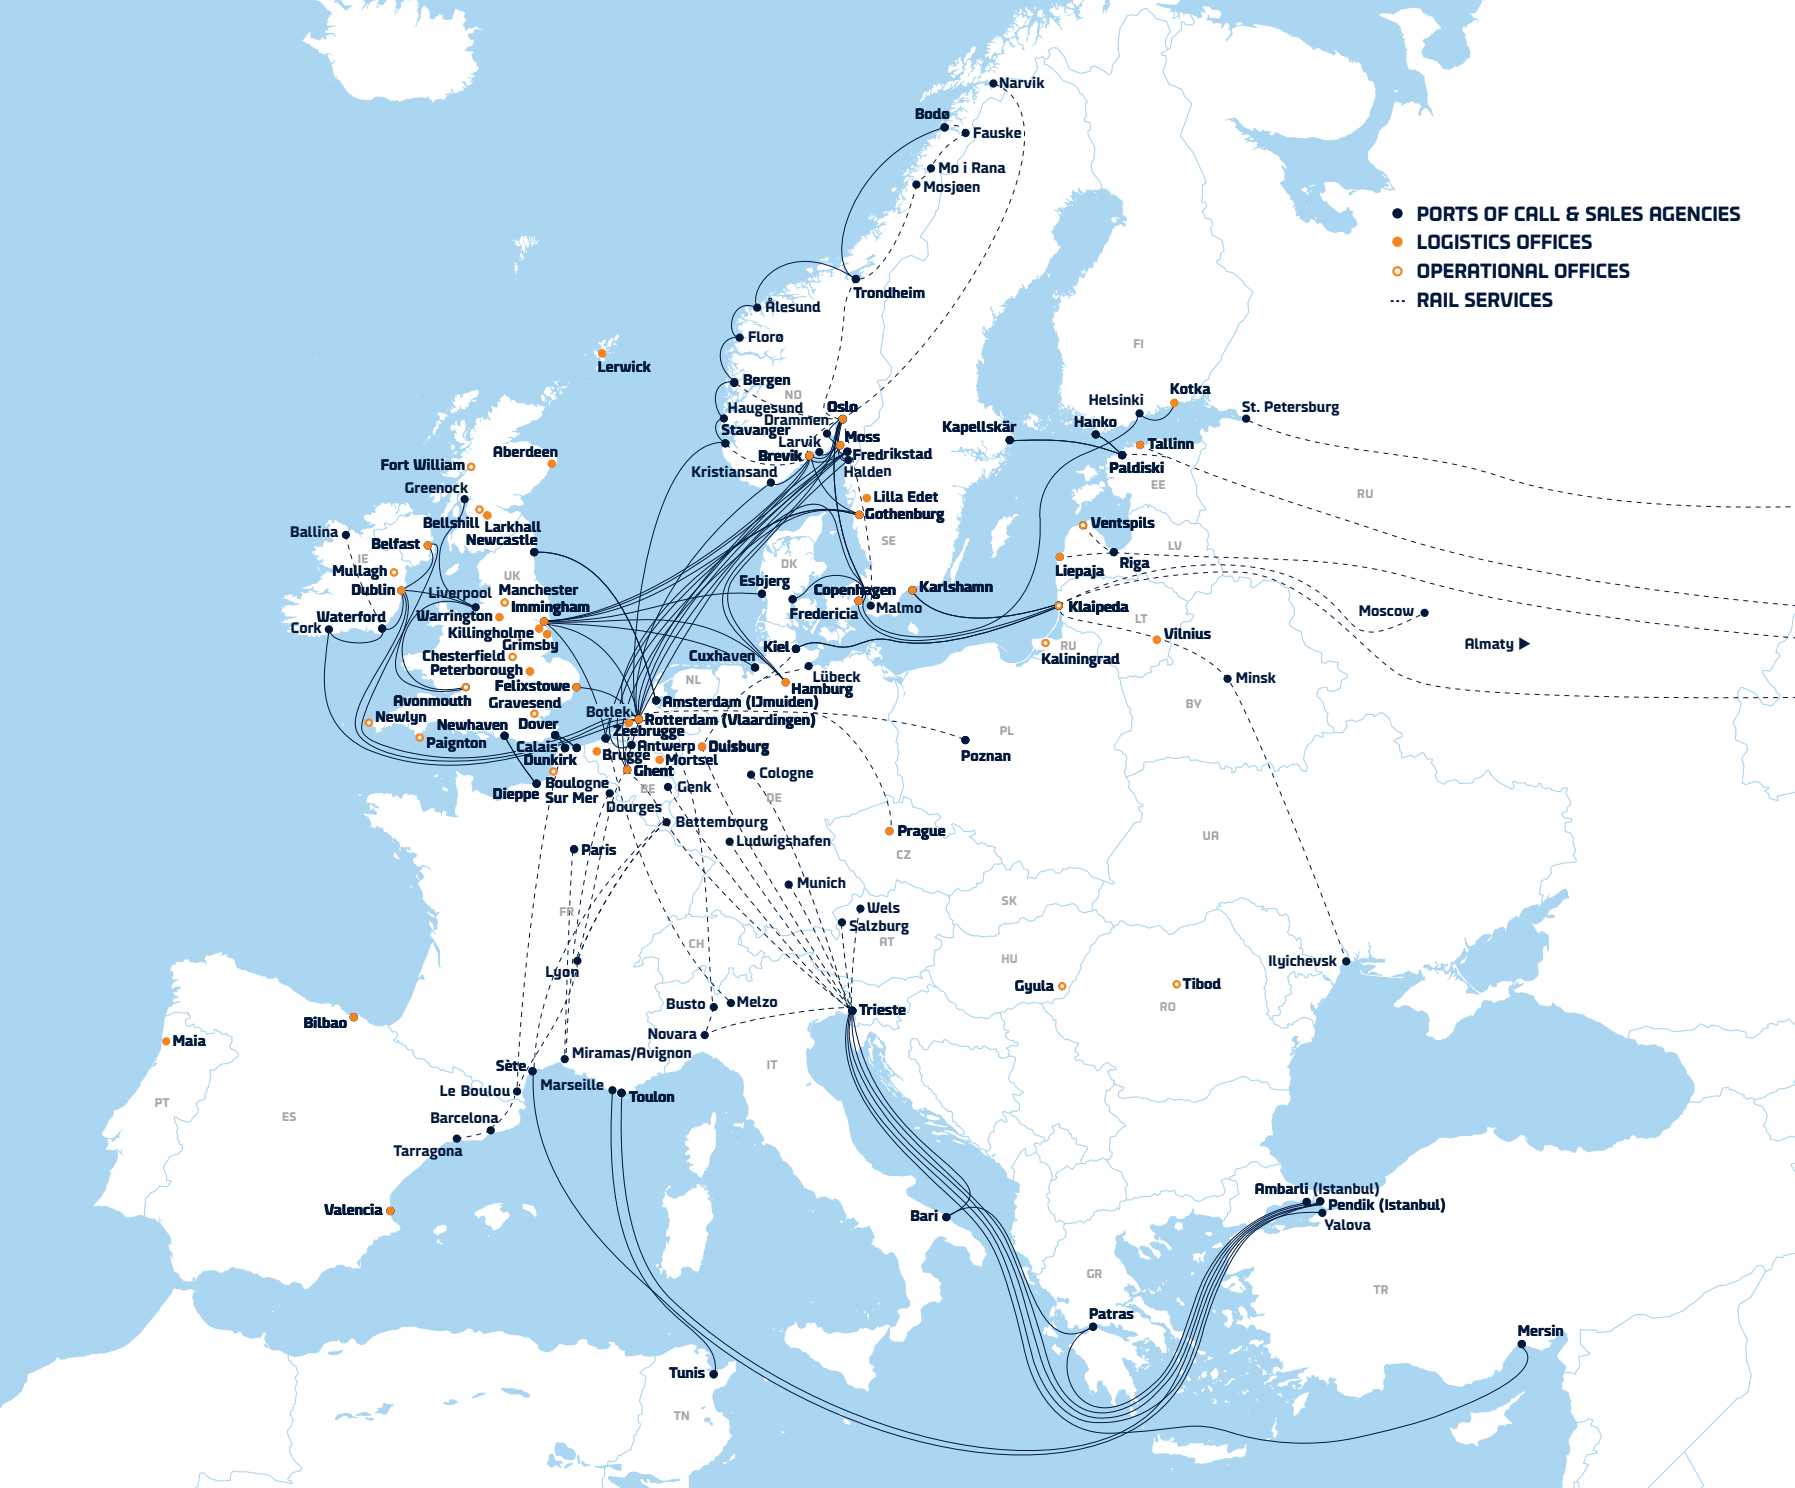 Narvik
Bodø
Fauske
Mo i Rana
Mosjøen
PORTS OF CALL & SALES AGENCIES
LOGISTICS OFFICES
OPERATIONAL OFFICES
RAIL SERVICES
Trondheim
Ålesund
Florø
FI
Lerwick
Bergen
NO
Kotka
Helsinki
Haugesund
Oslo
St. Petersburg
Drammen
Hanko
Stavanger
Kapellskär
Larvik
Moss
Tallinn
Aberdeen
Brevik
Fredrikstad
Fort William
Paldiski
Kristiansand
Halden
EE
Greenock
RU
Lilla Edet
Gothenburg
Bellshill
Larkhall
Ventspils
Ballina
Newcastle
SE
Belfast
LV
IE
DK
Riga
Mullagh
UK
Liepaja
Esbjerg
Dublin
Manchester
Copenhagen
Karlshamn
Liverpool
Immingham
Malmo
Klaipeda
Moscow
Waterford
Warrington
Fredericia
LT
Cork
Killingholme
Vilnius
Grimsby
Kiel
RU
Almaty
Chesterfield
Cuxhaven
Kaliningrad
Peterborough
Lübeck
NL
Minsk
Felixstowe
Hamburg
Avonmouth
Gravesend
Amsterdam (IJmuiden)
BY
Newlyn
Botlek
Rotterdam (Vlaardingen)
Newhaven
Dover
Zeebrugge
PL
Paignton
Calais
Antwerp
Duisburg
Brugge
Poznan
Dunkirk
Mortsel
Ghent
Cologne
Boulogne
Sur Mer
Dieppe
BE
Genk
DE
Dourges
Bettembourg
Prague
UA
Ludwigshafen
Paris
CZ
Munich
SK
Wels
FR
Salzburg
CH
AT
HU
Ilyichevsk
Lyon
Gyula
Tibod
Busto
Melzo
RO
Trieste
Bilbao
Novara
Maia
Miramas/Avignon
Sète
IT
Marseille
Le Boulou
Toulon
PT
ES
Barcelona
Tarragona
Ambarli (Istanbul)
Pendik (Istanbul)
Valencia
Bari
Yalova
GR
TR
Patras
Mersin
Tunis
TN